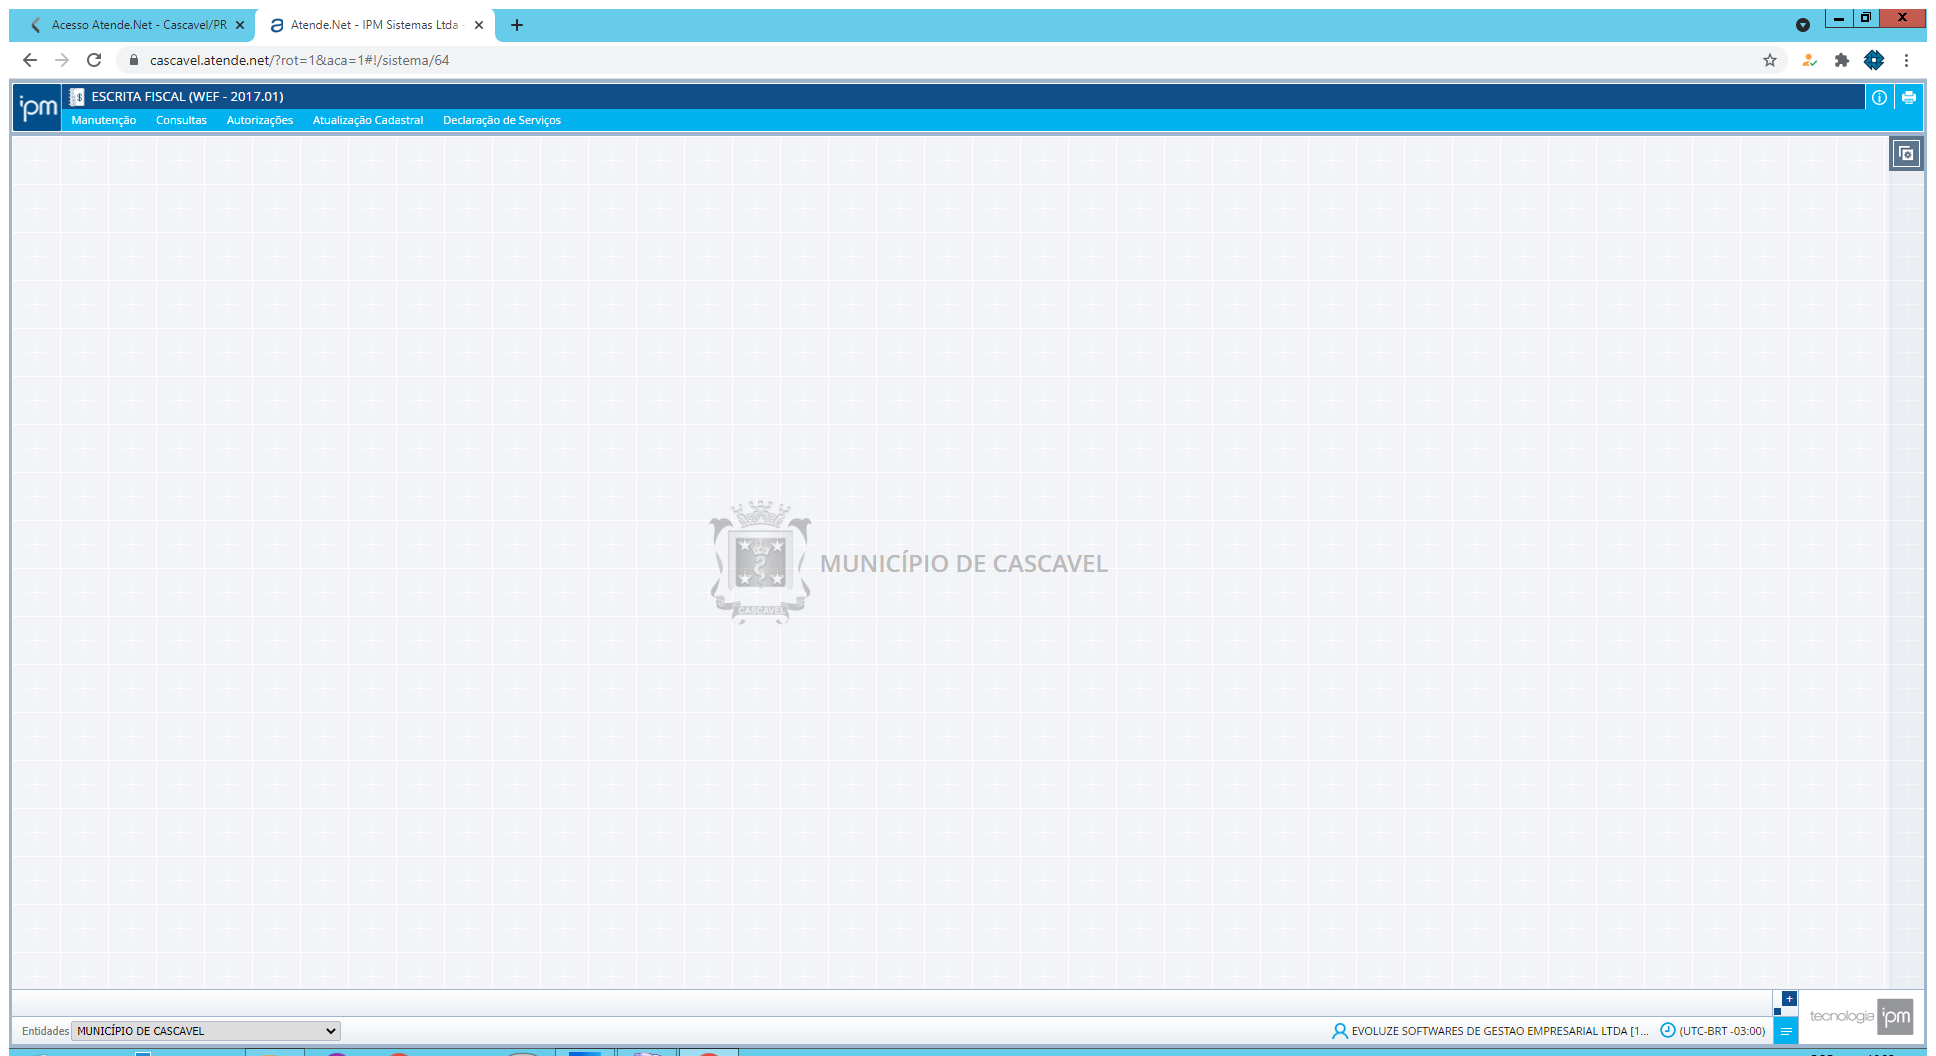 Acesso Atende.Net - Cascavel/PR
Atende.Net - IPM Sistemas Ltda
cascavel.atende.net/?rot=1&aca=1#!/sistema/64
ipm
ESCRITA FISCAL (WEF - 2017.01)
Manutenção Consultas Autorizações Atualização Cadastral Declaração de Serviços
MUNICÍPIO DE CASCAVEL
CASCAVEL
Entidades MUNICÍPIO DE CASCAVEL
EVOLUZE SOFTWARES DE GESTAO EMPRESARIAL LTDA [1... (UTC-BRT -03:00)
tecnologia ipm